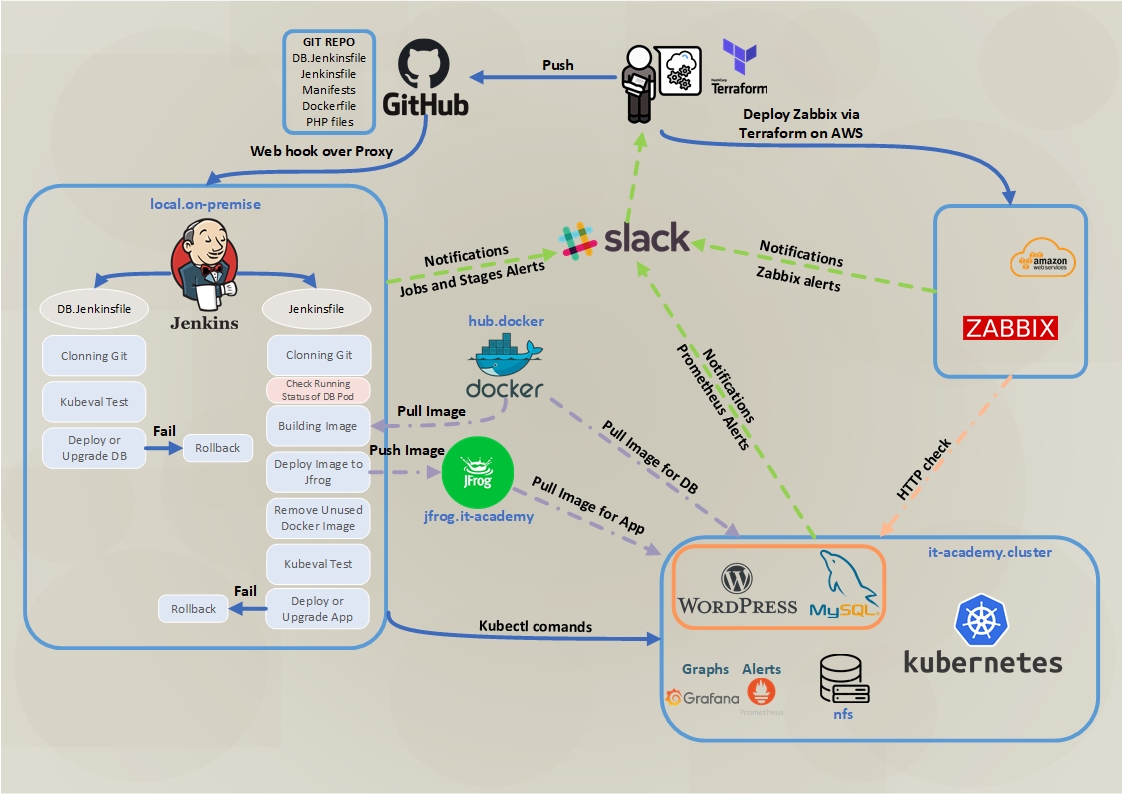 GIT REPO
DB.Jenkinsfile
Jenkinsfile
Manifests
Dockerfile
PHP files
GitHub
Push
HashiCorp
Terraform
Deploy Zabbix via
Terraform on AWS
Web hook over Proxy
local.on-premise
Jenkins
DB.Jenkinsfile
Clonning Git
Kubeval Test
Deploy or
Upgrade DB
Fail
Rollback
Jenkinsfile
Clonning Git
Check Running
Status of DB Pod
Building Image
Deploy Image to
Jfrog
Remove Unused
Docker Image
Kubeval Test
Deploy or
Upgrade App
Fail
Rollback
Notifications
Jobs and Stages Alerts
slack
Notifications
Zabbix alerts
amazon
webservices
ZABBIX
hub.docker
docker
Pull Image
Push Image
JFrog
jfrog.it-academy
Pull Image for App
Pull Image for DB
Notifications
Prometheus Alerts
HTTP check
Kubectl comands
it-academy.cluster
WORDPRESS
MySQL
kubernetes
Graphs
Grafana
Alerts
Prometheus
nfs